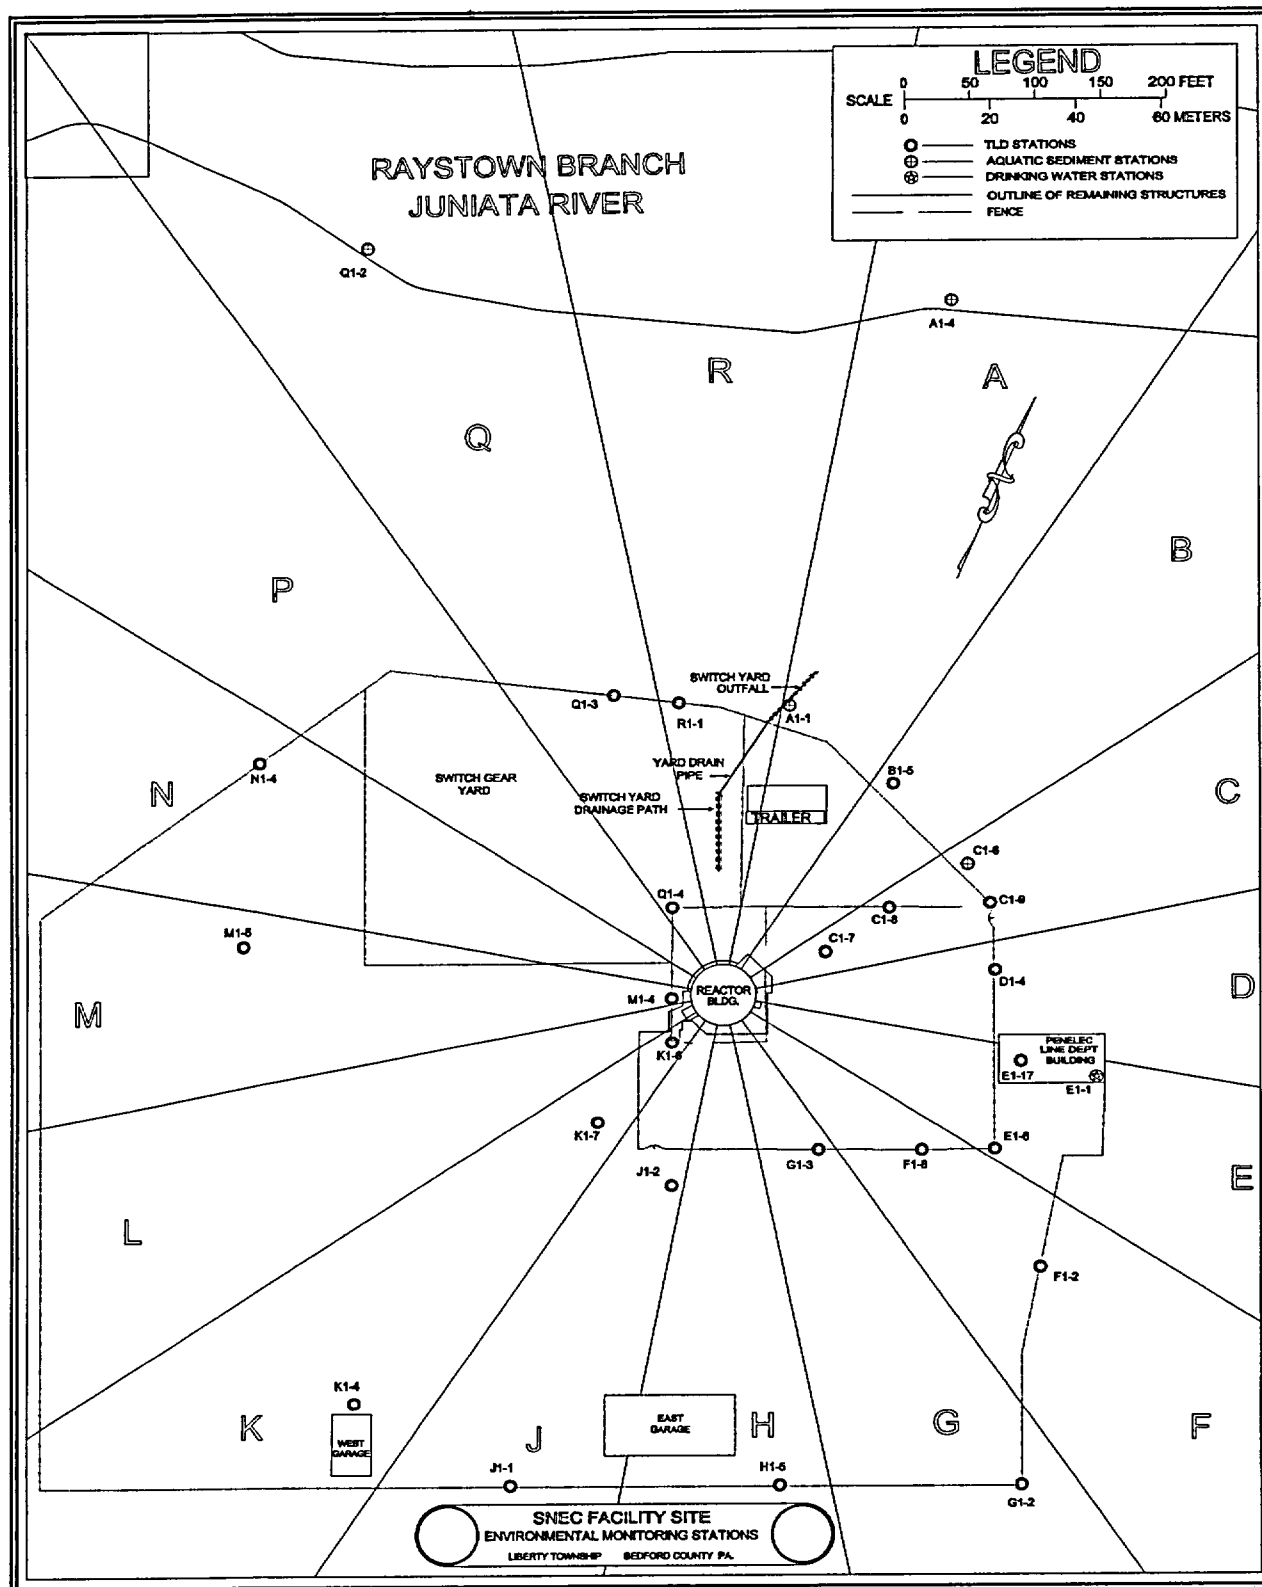 LEGEND
0 50 100 150 200 FEET
SCALE
0 20 40 60 METERS
TLD STATIONS
AQUATIC SEDIMENT STATIONS
DRINKING WATER STATIONS
OUTLINE OF REMAINING STRUCTURES
FENCE
RAYSTOWN BRANCH
JUNIATA RIVER
Q1-2
A1-4
R
A
Q
B
P
SWITCH YARD
OUTFALL
Q1-3
R1-1
A1-1
N1-4
YARD DRAIN
PIPE
B1-5
SWITCH GEAR
YARD
N
C
SWITCH YARD
DRAINAGE PATH
TRAILER
C1-6
Q1-4
C1-8
C1-9
M1-5
C1-7
D1-4
REACTOR
BLDG.
M1-4
D
M
K1-6
PENELEC
LINE DEPT
BUILDING
E1-17
E1-1
K1-7
G1-3
F1-8
E1-6
J1-2
E
L
F1-2
K1-4
K
WEST
GARAGE
J
EAST
GARAGE
H
G
F
J1-1
H1-5
G1-2
SNEC FACILITY SITE
ENVIRONMENTAL MONITORING STATIONS
LIBERTY TOWNSHIP BEDFORD COUNTY PA.